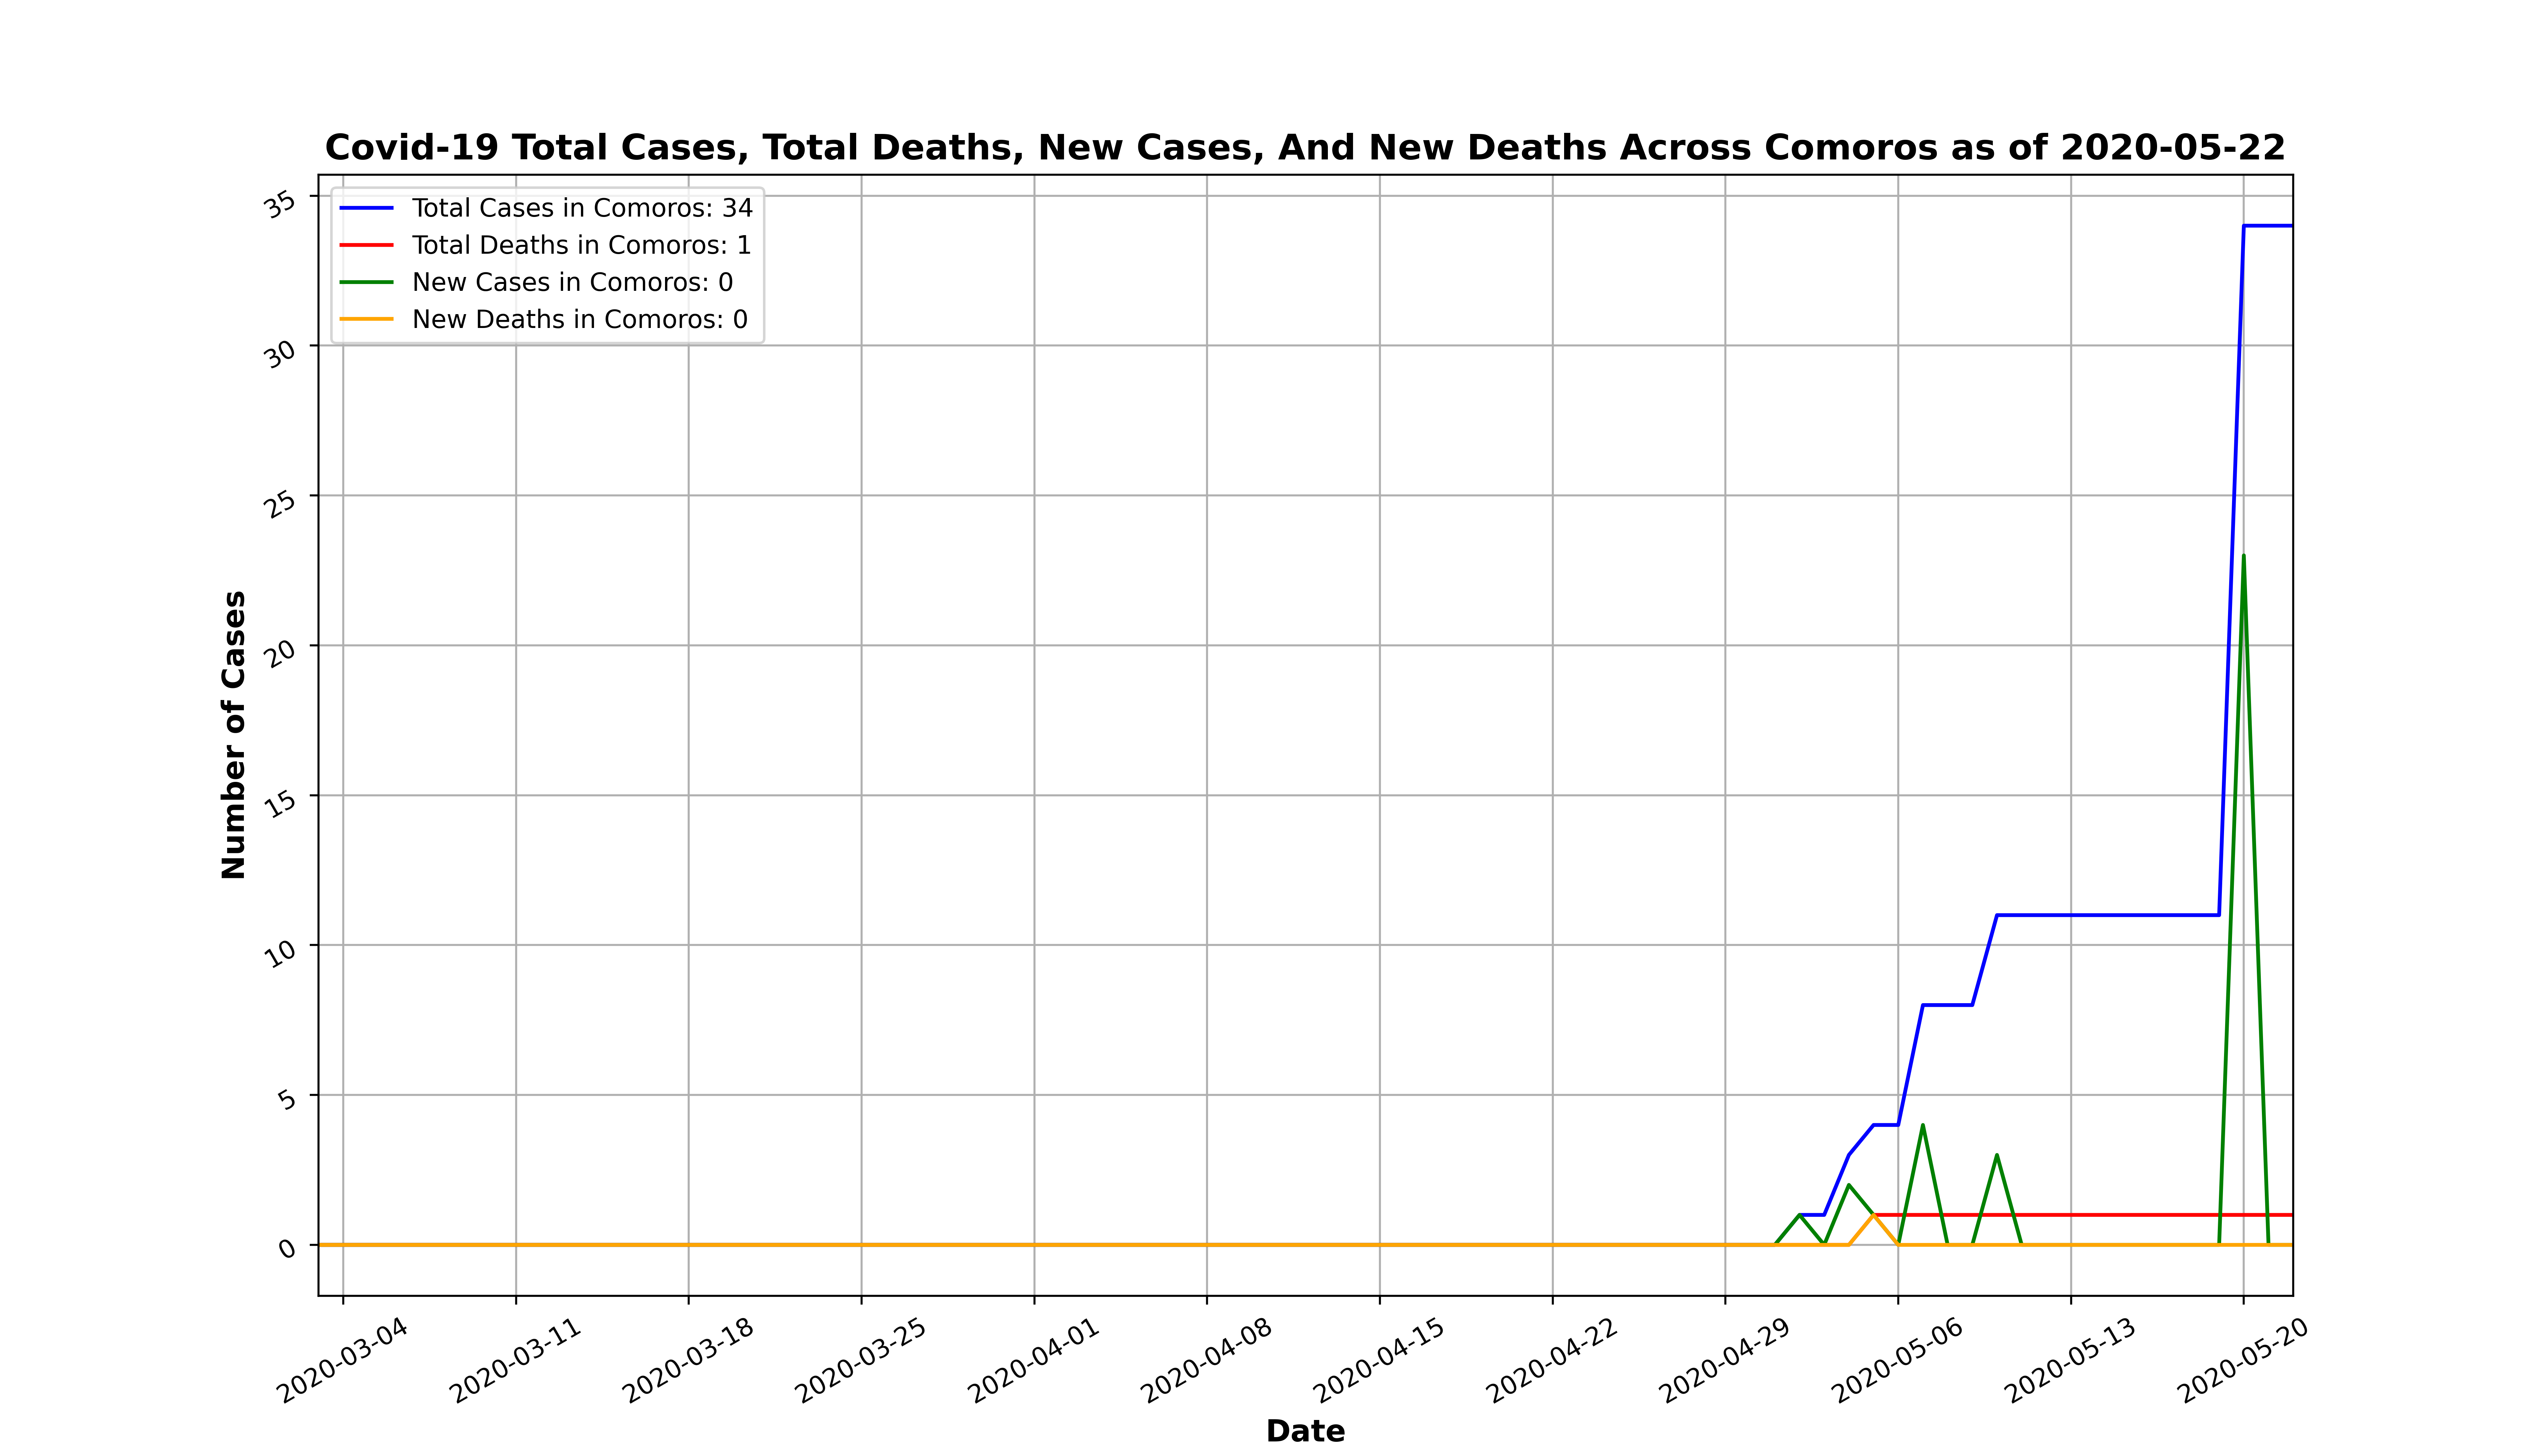 Covid-19 Total Cases, Total Deaths, New Cases, And New Deaths Across Comoros as of 2020-05-22
Total Cases in Comoros: 34
Total Deaths in Comoros: 1
New Cases in Comoros: 0
New Deaths in Comoros: 0
Number of Cases
35
30
25
20
15
10
5
0
2020-03-04
2020-03-11
2020-03-18
2020-03-25
2020-04-01
2020-04-08
2020-04-15
2020-04-22
2020-04-29
2020-05-06
2020-05-13
2020-05-20
Date